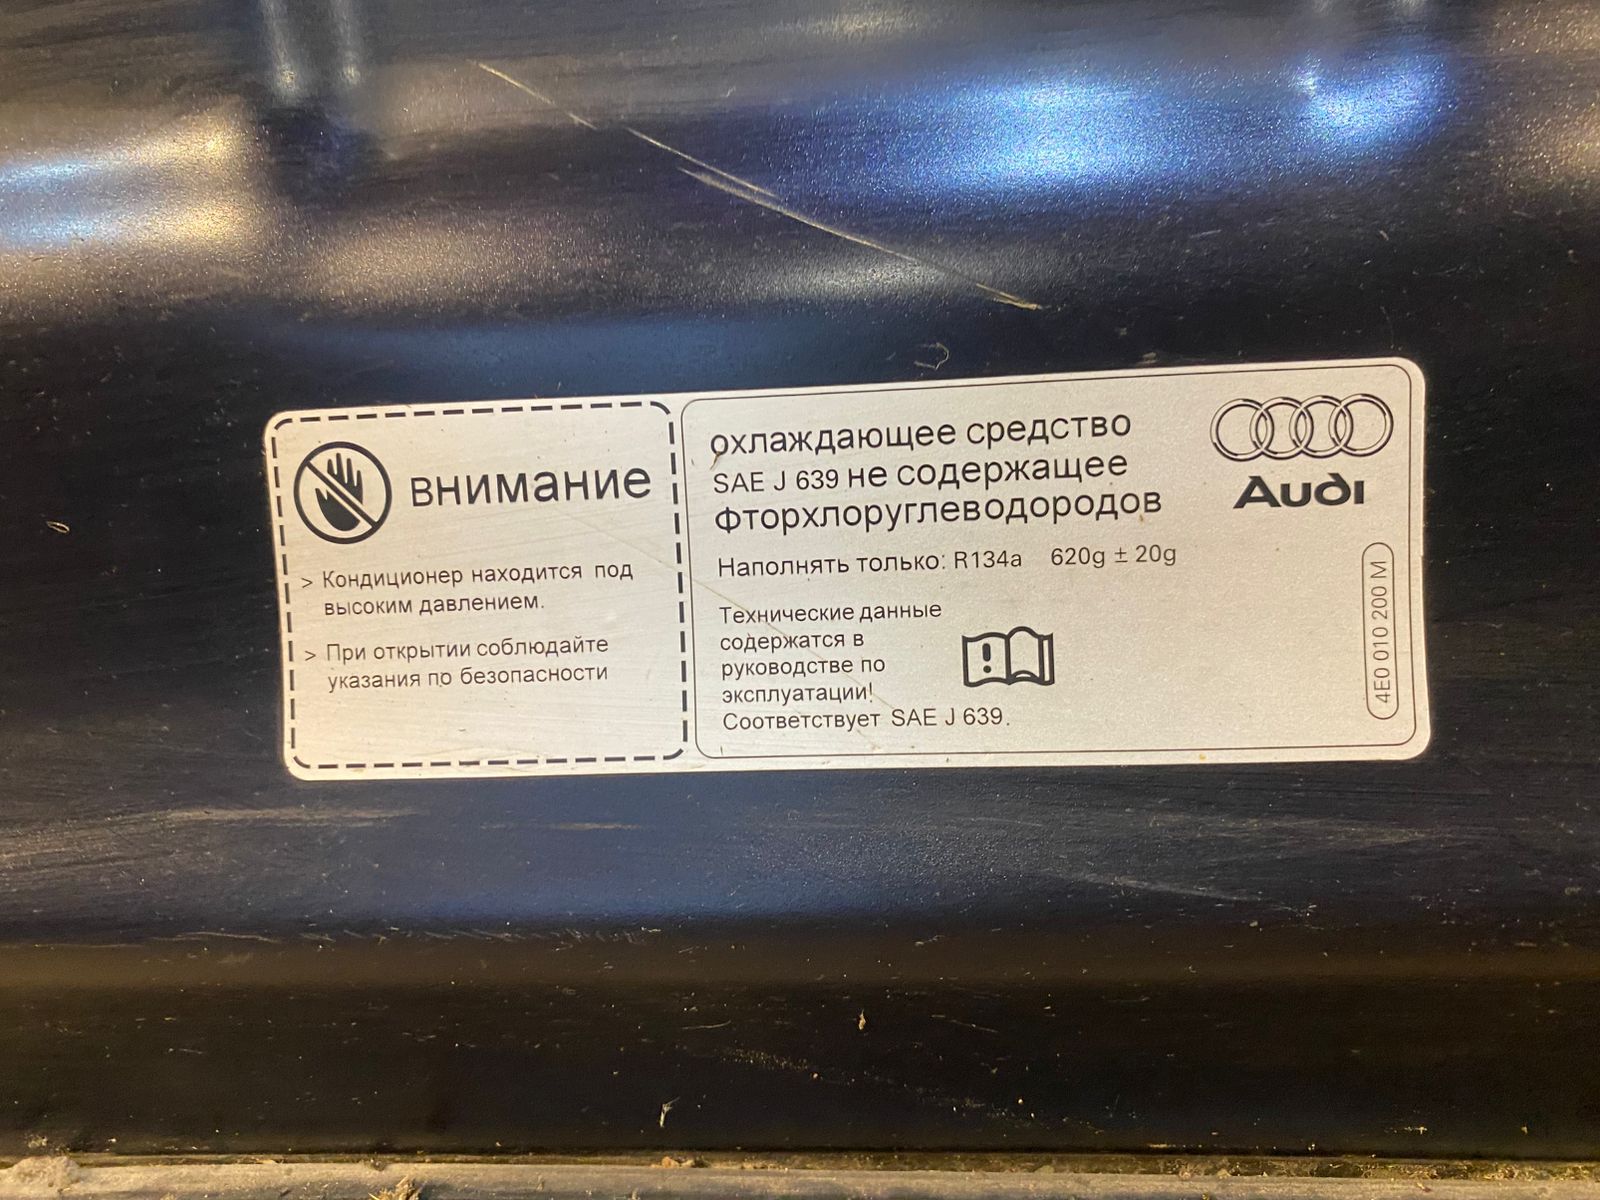 внимание
> Кондиционер находится под
высоким давлением.
> При открытии соблюдайте
указания по безопасности
охлаждающее средство
SAE J 639 не содержащее
Фторхлоруглеводородов
Наполнять только: R134a 620g ± 20g
Технические данные
содержатся в
руководстве по
эксплуатации!
Соответствует SAE J 639.
!
Audi
4E0 010 200 M